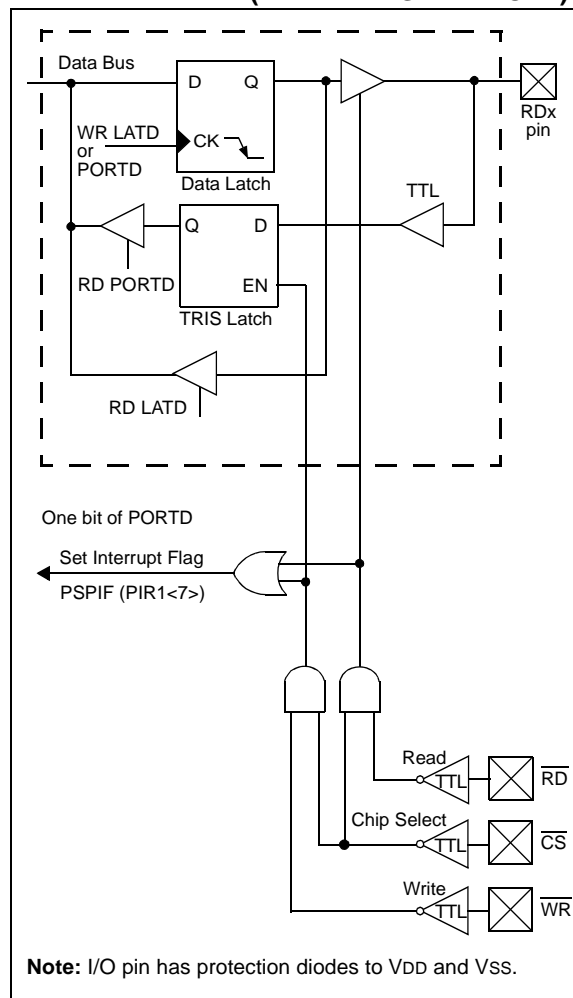 Data Bus
D Q
RDx
pin
WR LATD
or
PORTD
CK
Data Latch
TTL
Q D
RD PORTD
EN
TRIS Latch
RD LATD
One bit of PORTD
Set Interrupt Flag
PSPIF (PIR1<7>)
Read
TTL
RD
Chip Select
TTL
CS
Write
TTL
WR
Note: I/O pin has protection diodes to VDD and VSS.